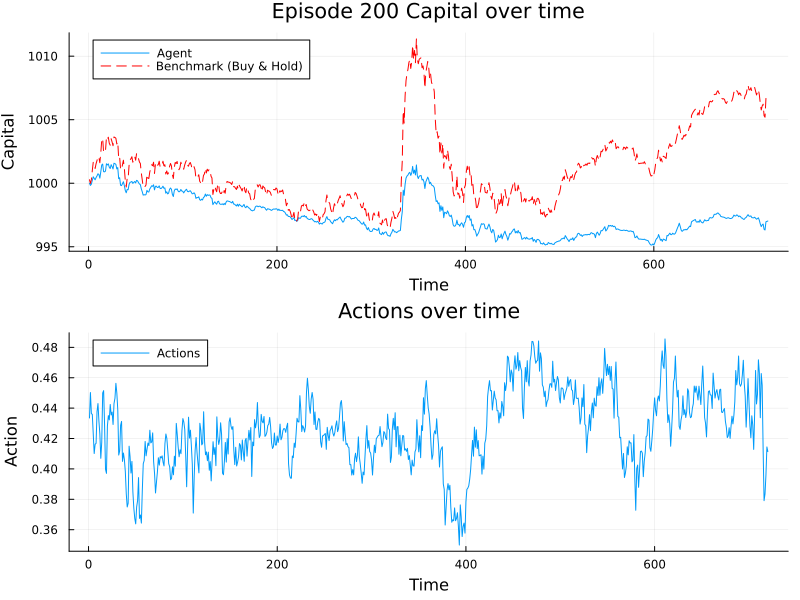 Episode 200 Capital over time
Agent
Benchmark (Buy & Hold)
1010
1005
1000
995
Capital
0
200
400
600
Time
Actions over time
Actions
0.48
0.46
0.44
0.42
0.40
0.38
0.36
Action
0
200
400
600
Time